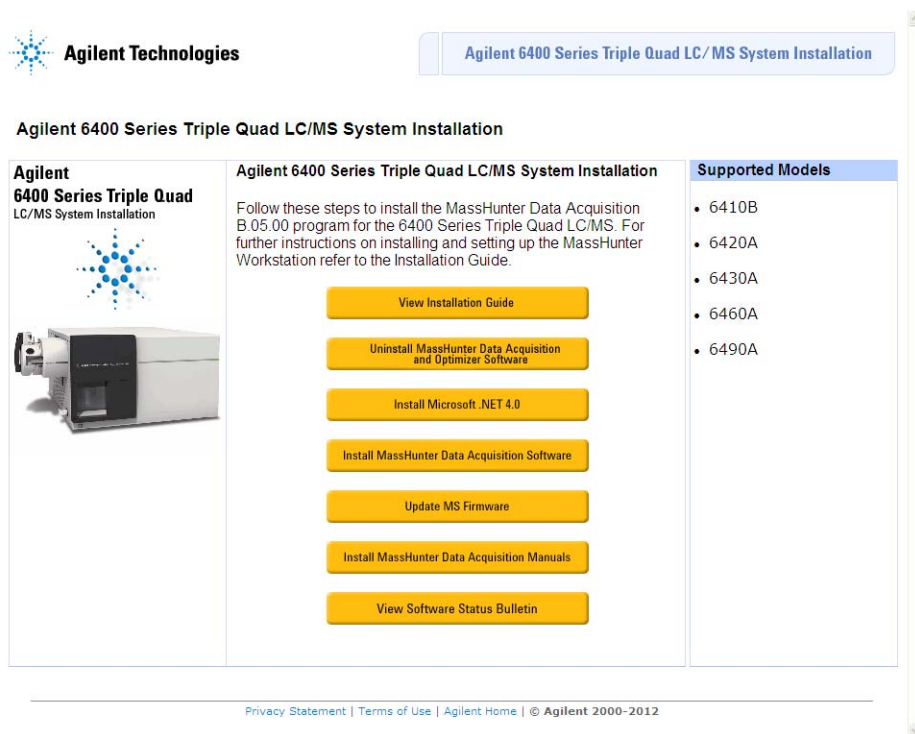 Agilent Technologies
Agilent 6400 Series Triple Quad LC/MS System Installation
Agilent 6400 Series Triple Quad LC/MS System Installation
Agilent
6400 Series Triple Quad
LC/MS System Installation
Agilent 6400 Series Triple Quad LC/MS System Installation
Follow these steps to install the MassHunter Data Acquisition
B.05.00 program for the 6400 Series Triple Quad LC/MS. For
further instructions on installing and setting up the MassHunter
Workstation refer to the Installation Guide.
View Installation Guide
Uninstall MassHunter Data Acquisition
and Optimizer Software
Install Microsoft .NET 4.0
Install MassHunter Data Acquisition Software
Update MS Firmware
Install MassHunter Data Acquisition Manuals
View Software Status Bulletin
Supported Models
• 6410B
• 6420A
• 6430A
• 6460A
• 6490A
Privacy Statement | Terms of Use | Agilent Home | © Agilent 2000-2012